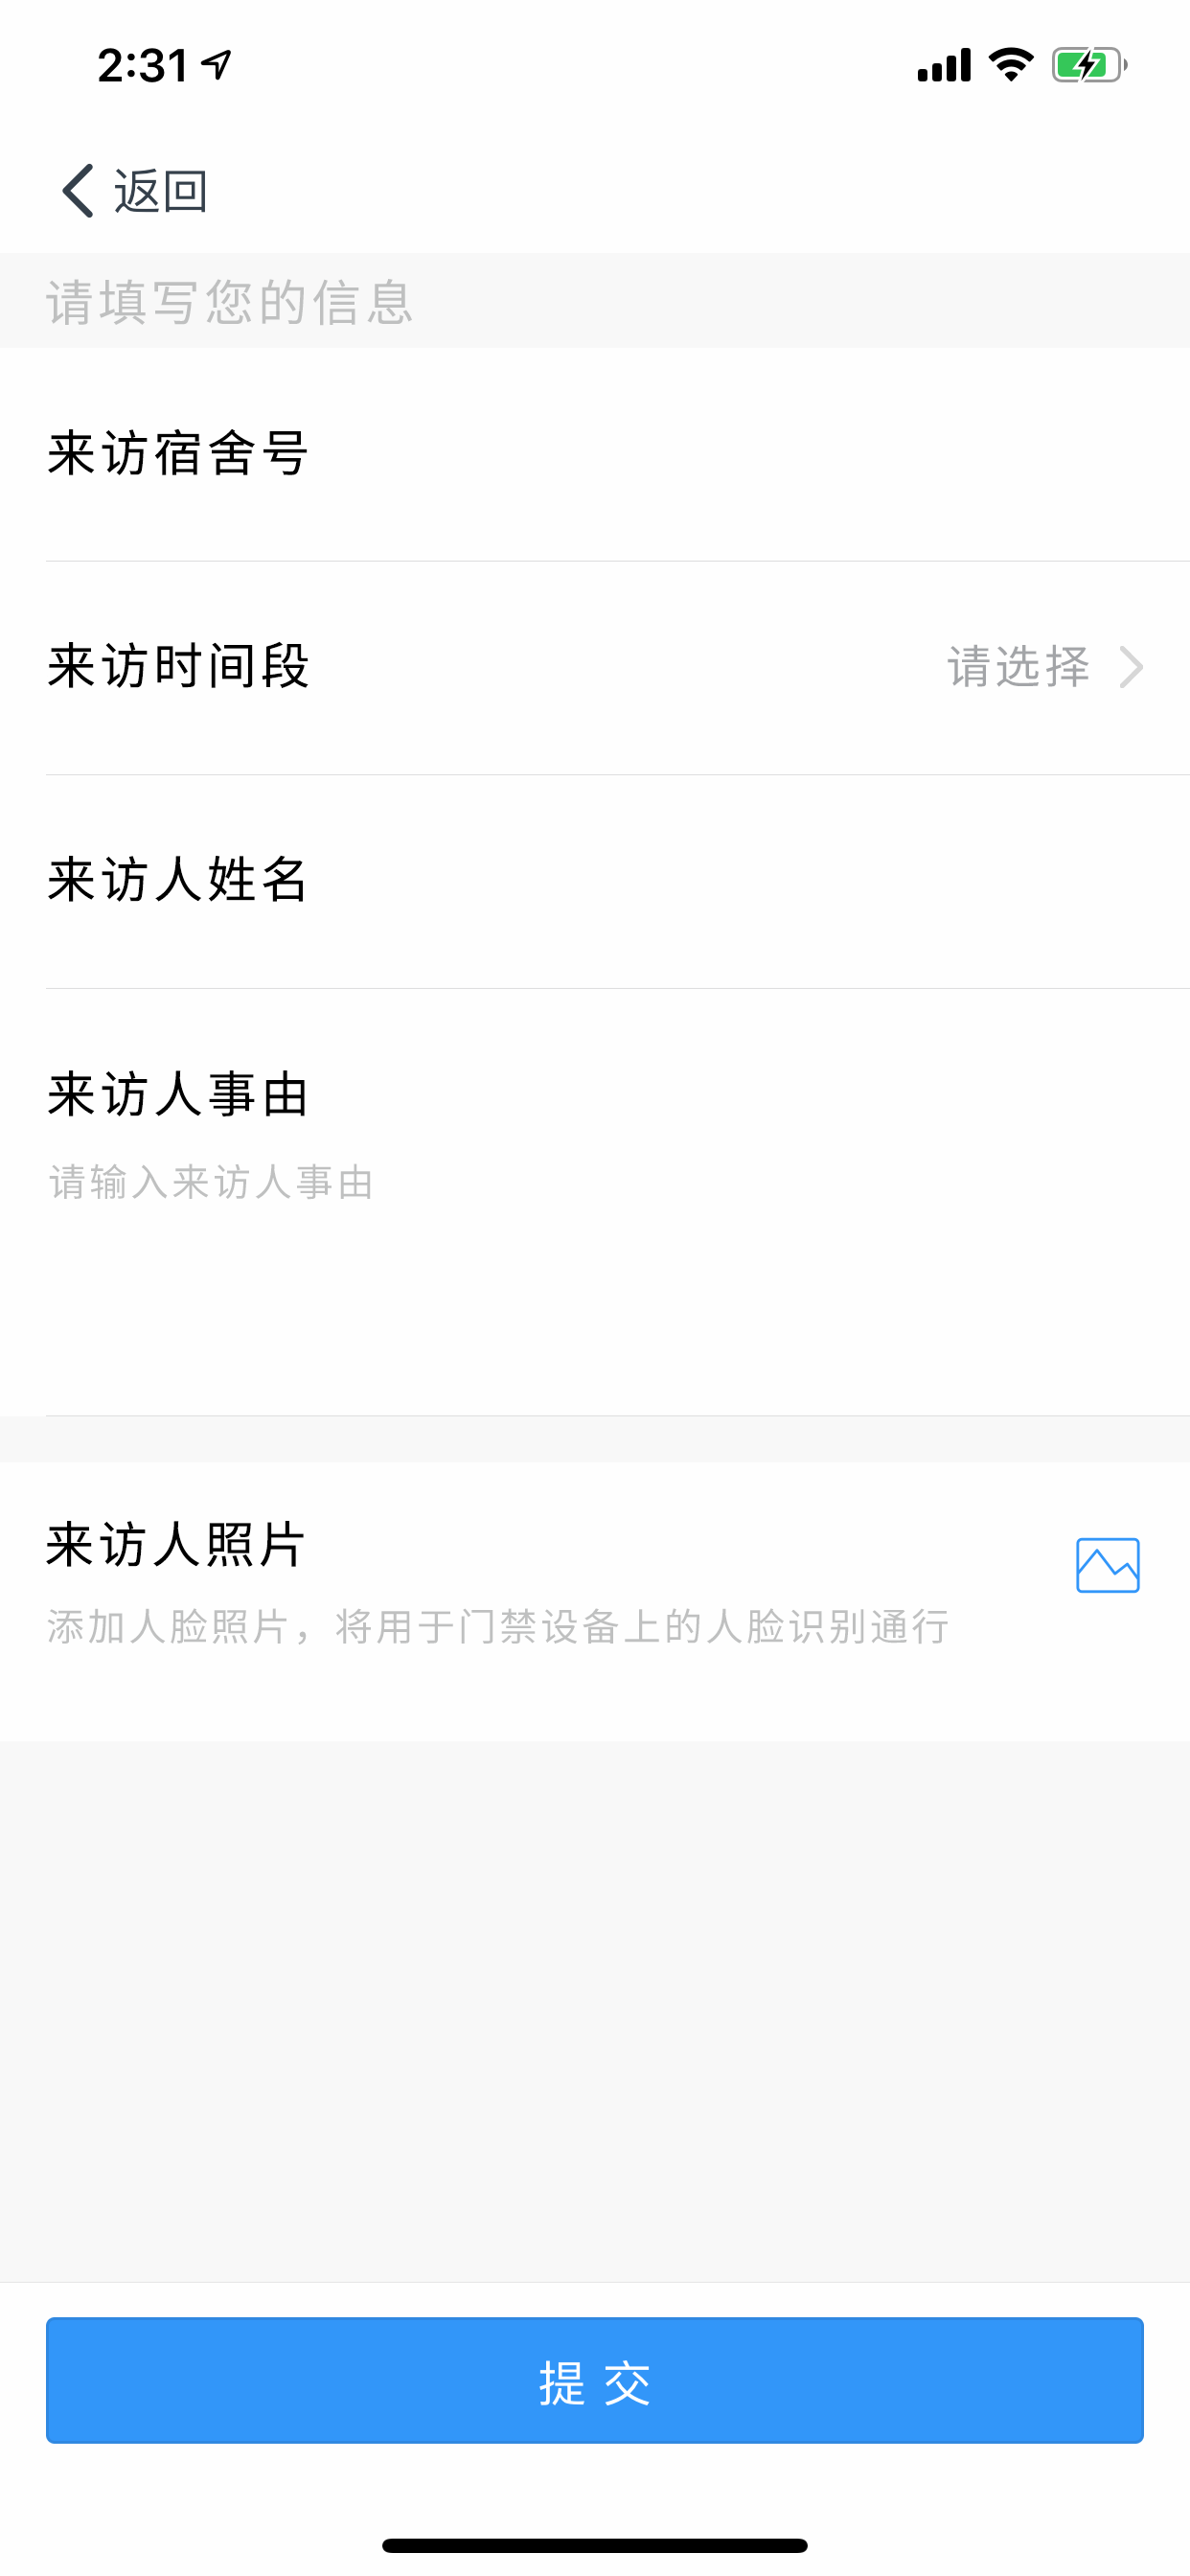 2:31
返回
请填写您的信息
来访宿舍号
来访时间段 请选择
来访人姓名
来访人事由
请输入来访人事由
来访人照片
添加人脸照片，将用于门禁设备上的人脸识别通行
提交